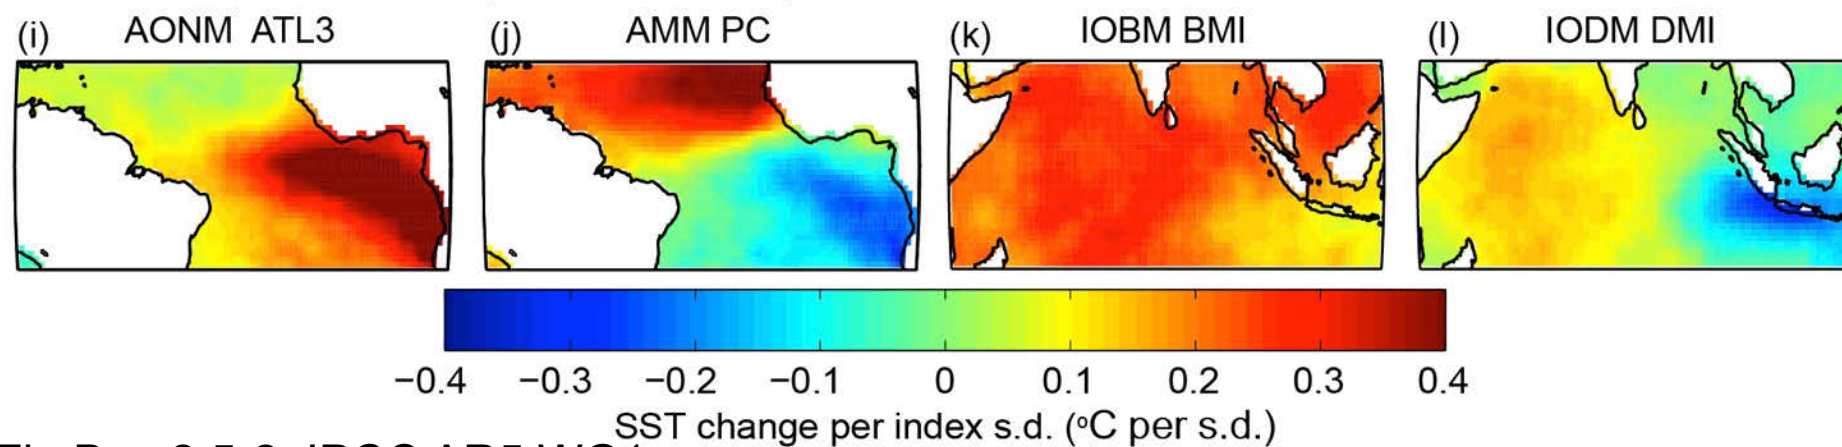 (i) AONM ATL3 (j) AMM PC (k) IOBM BMI (l) IODM DMI
−0.4 −0.3 −0.2 −0.1 0 0.1 0.2 0.3 0.4
SST change per index s.d. (°C per s.d.)